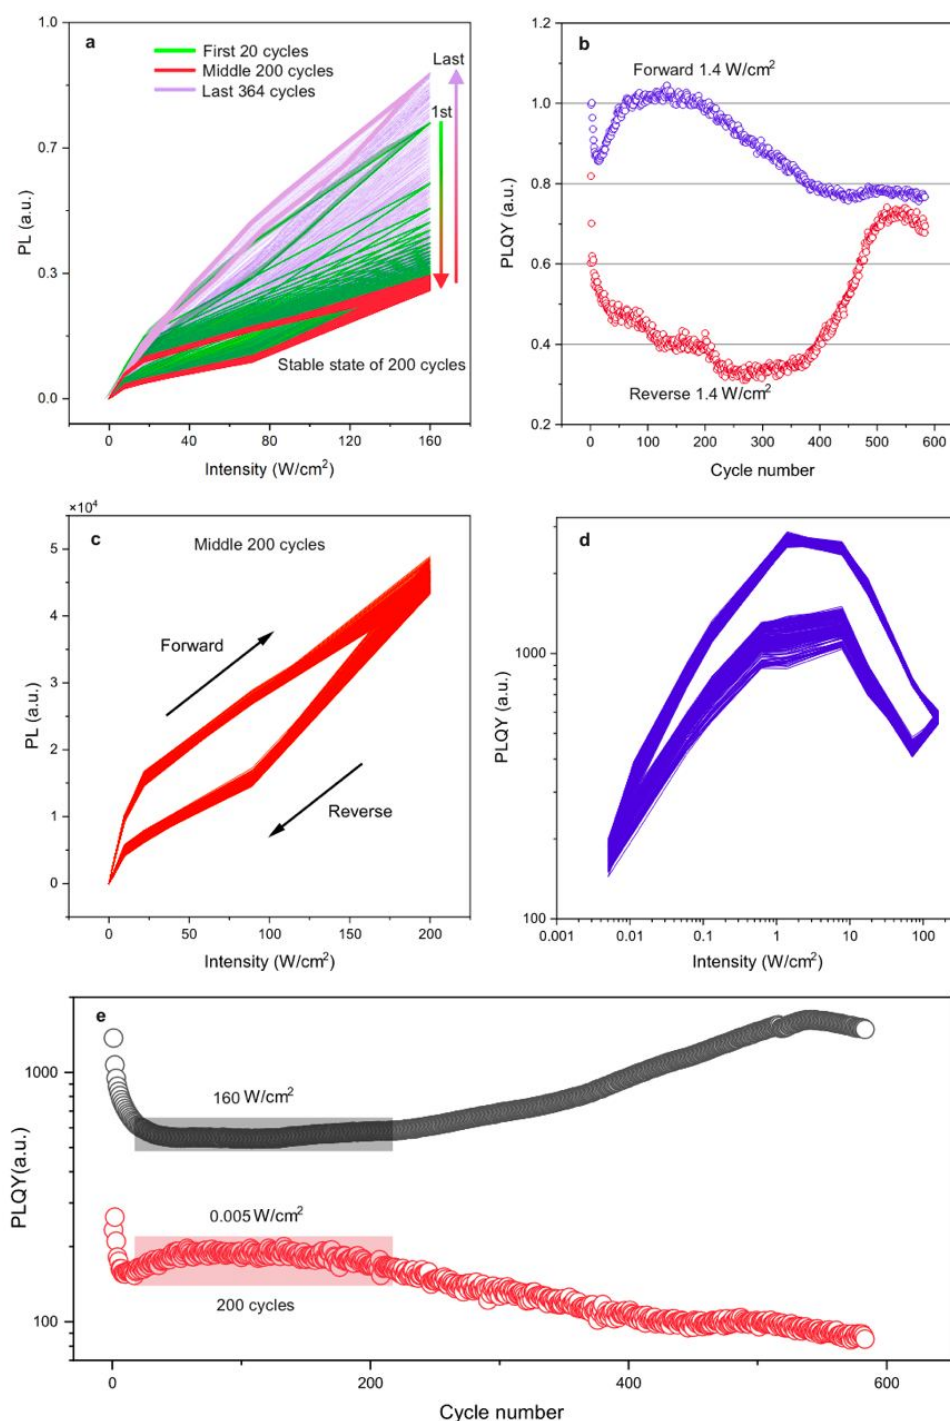 a
First 20 cycles
Middle 200 cycles
Last 364 cycles
Last
1st
Stable state of 200 cycles
PL (a.u.)
1.0
0.7
0.3
0.0
0 40 80 120 160
Intensity (W/cm²)
b
Forward 1.4 W/cm²
Reverse 1.4 W/cm²
PLQY (a.u.)
1.2
1.0
0.8
0.6
0.4
0.2
0 100 200 300 400 500 600
Cycle number
×10⁴
c
Middle 200 cycles
Forward
Reverse
PL (a.u.)
5
4
3
2
1
0
0 50 75 100 125 150 200
Intensity (W/cm²)
d
PLQY (a.u.)
1000
100
0.001 0.01 0.1 1 10 100
Intensity (W/cm²)
e
160 W/cm²
0.005 W/cm²
200 cycles
PLQY(a.u.)
1000
100
0 200 400 600
Cycle number